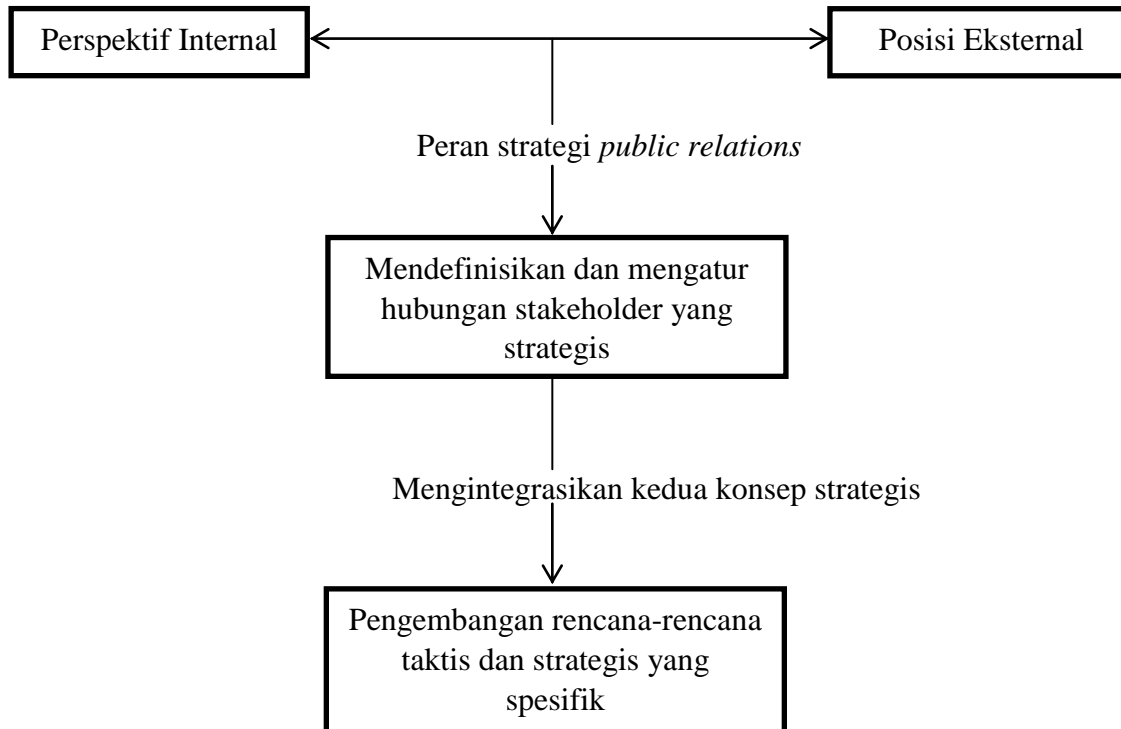 Perspektif Internal
Posisi Eksternal
Peran strategi public relations
Mendefinisikan dan mengatur
hubungan stakeholder yang
strategis
Mengintegrasikan kedua konsep strategis
Pengembangan rencana-rencana
taktis dan strategis yang
spesifik